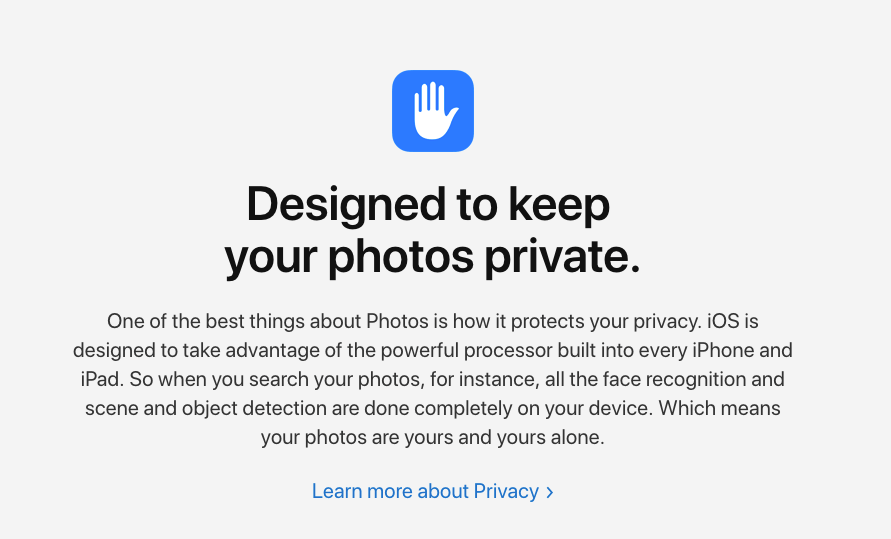 Designed to keep
your photos private.
One of the best things about Photos is how it protects your privacy. iOS is
designed to take advantage of the powerful processor built into every iPhone and
iPad. So when you search your photos, for instance, all the face recognition and
scene and object detection are done completely on your device. Which means
your photos are yours and yours alone.
Learn more about Privacy ›